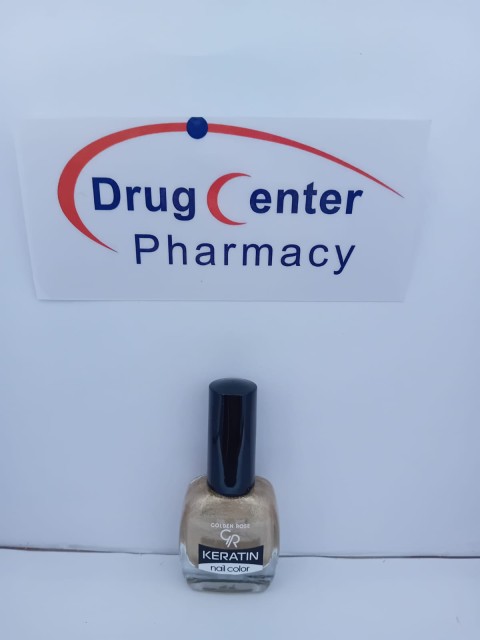 Drug Center
Pharmacy
GOLDEN ROSE
GR
KERATIN
nail color